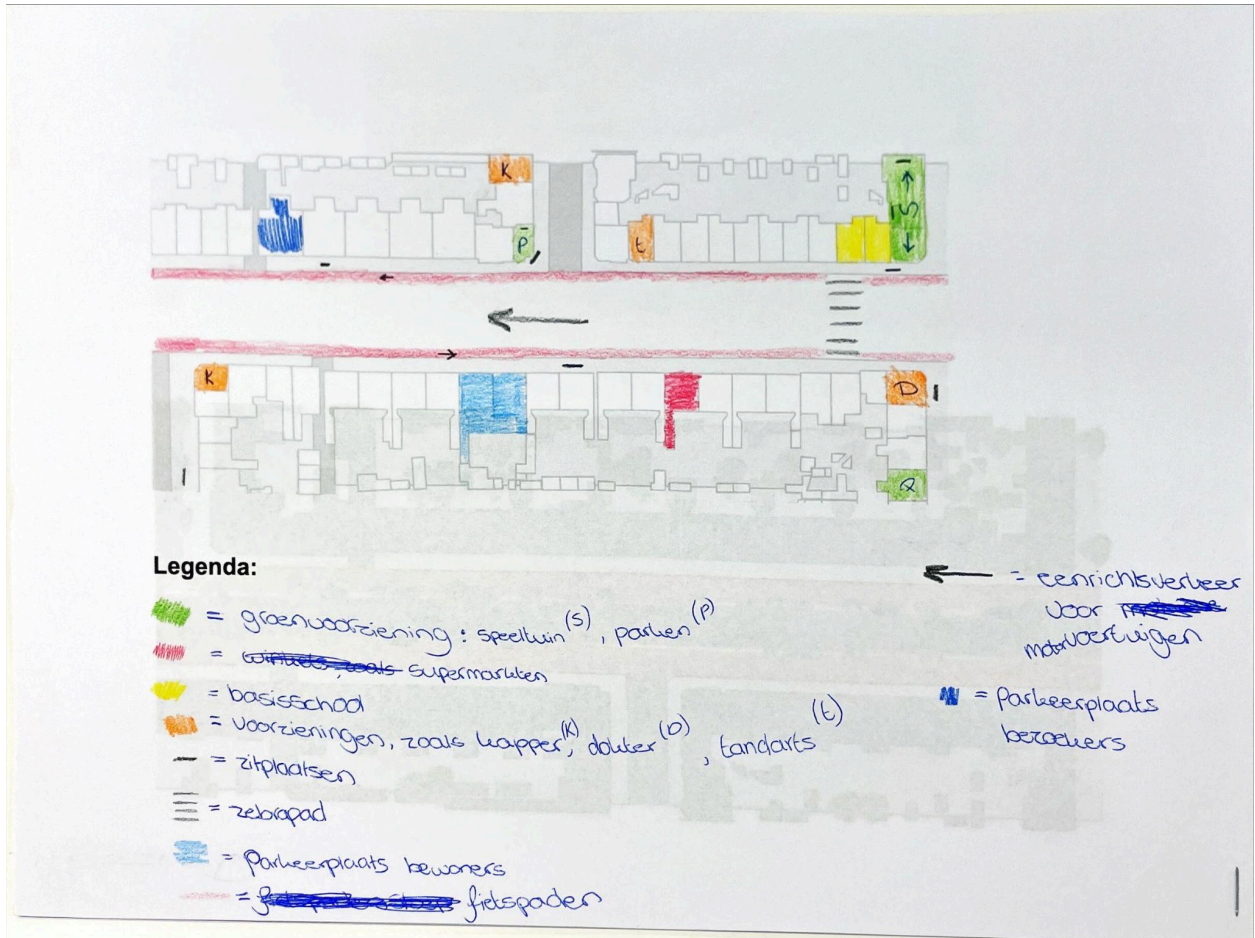 K
S
P
t
K
D
Q
Legenda:
= groenvoorziening : speeltuin (S), parken (P)
= supermarkten
= basisschool
= voorzieningen, zoals kapper (K), dokter (D), tandarts (t)
= zitplaatsen
= zebrapad
= parkeerplaats bewoners
= fietspaden
= eenrichtsverkeer
voor
motorvoertuigen
= parkeerplaats
bezoekers